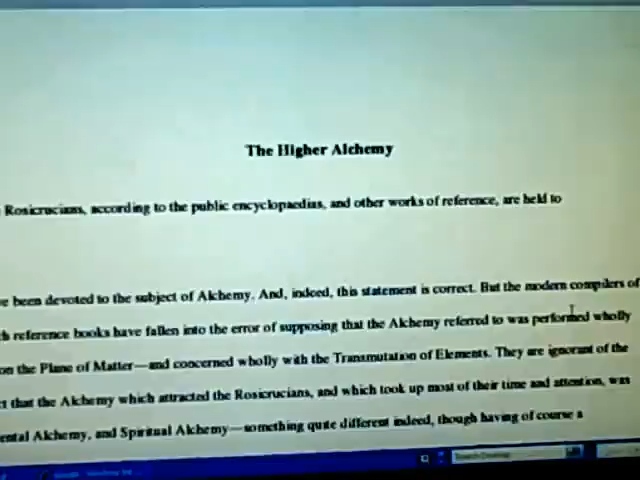 The Higher Alchemy
Rosicrucians, according to the public encyclopaedias, and other works of reference, are held to
been devoted to the subject of Alchemy. And, indeed, this statement is correct. But the modern compilers of
reference books have fallen into the error of supposing that the Alchemy referred to was performed wholly
on the Plane of Matter—and concerned wholly with the Transmutation of Elements. They are ignorant of the
that the Alchemy which attracted the Rosicrucians, and which took up most of their time and attention, was
ental Alchemy, and Spiritual Alchemy—something quite different indeed, though having of course a
Search Desktop